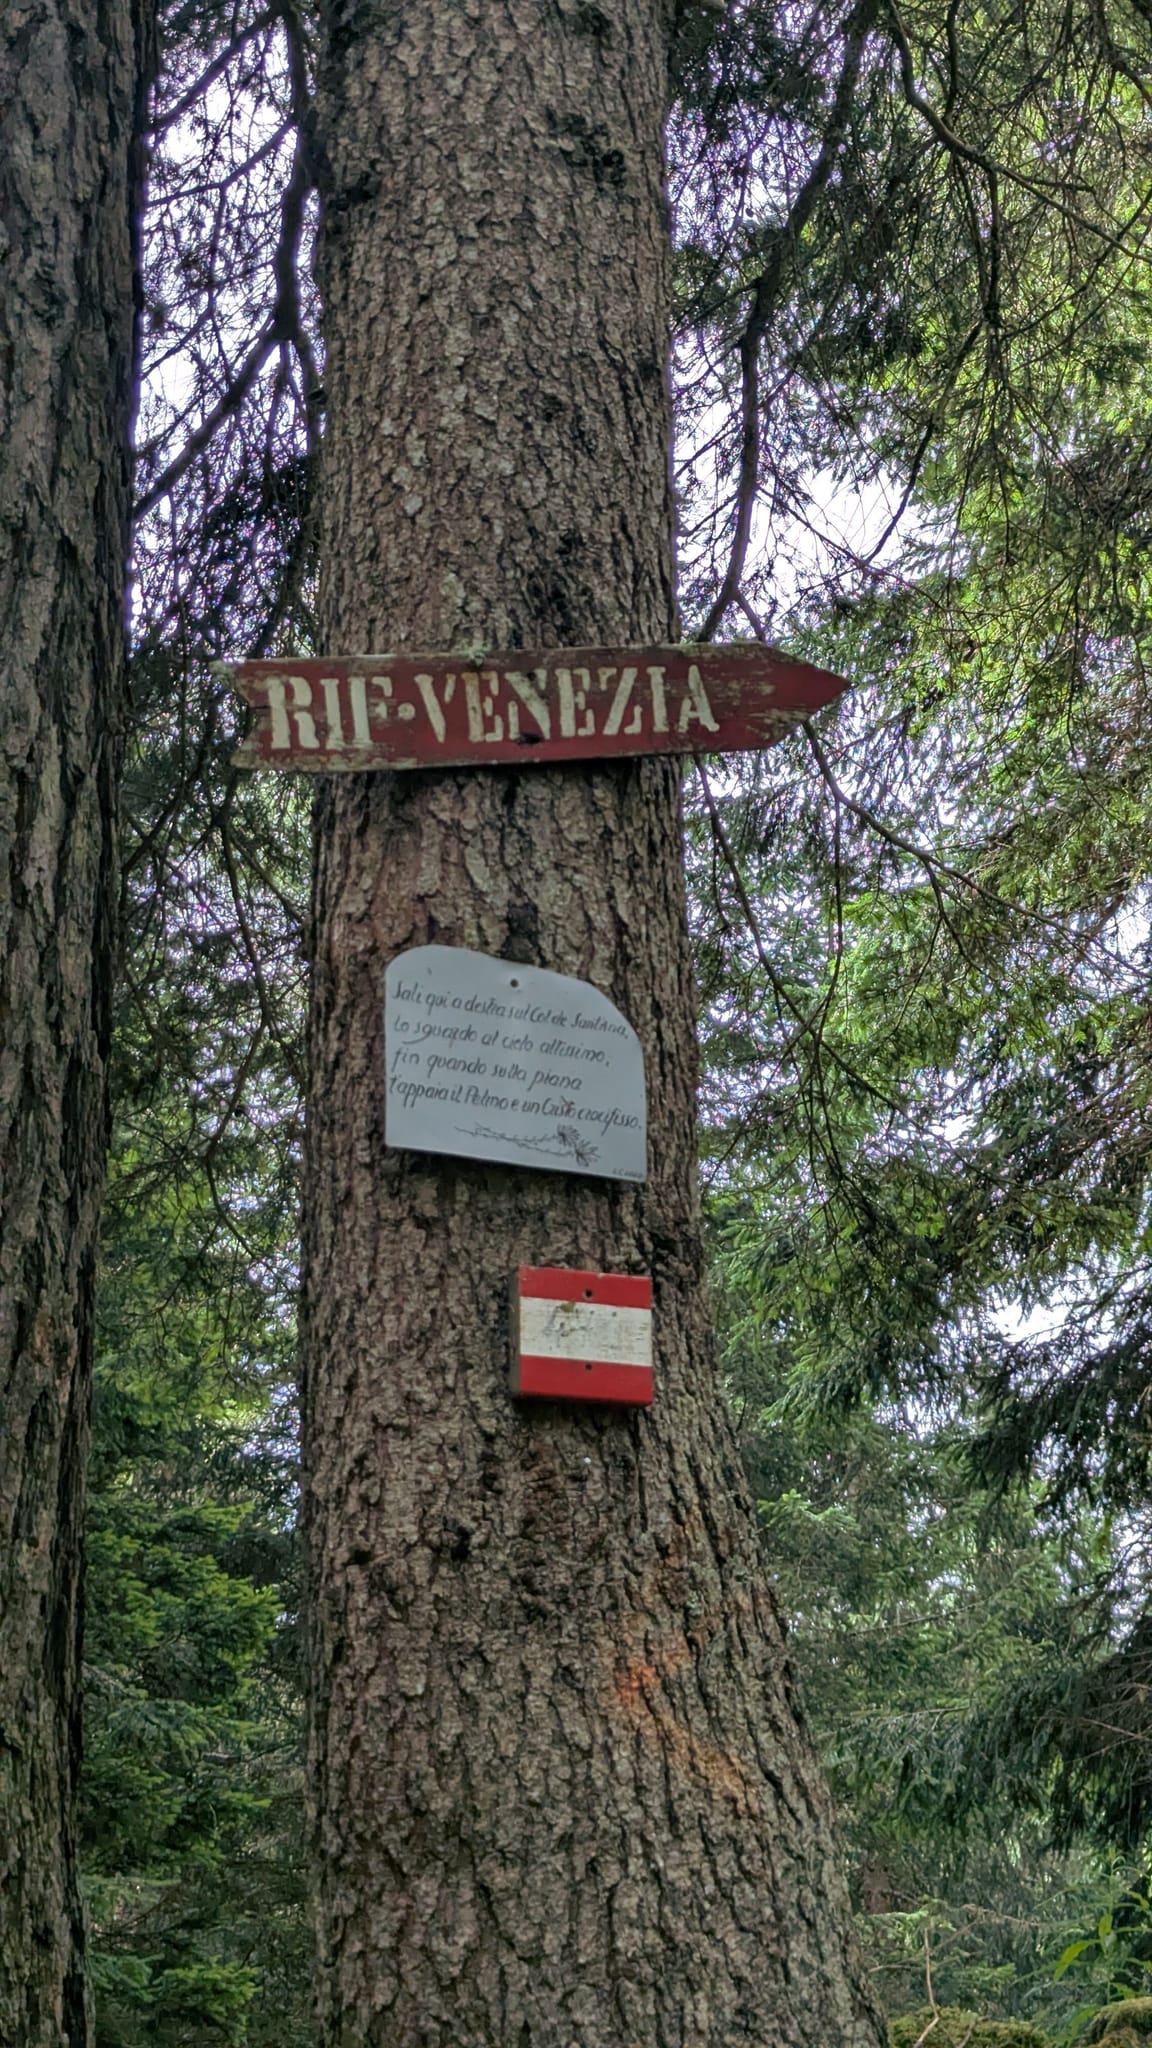 RIF·VENEZIA
Sali qui a destra sul Col de
lo sguardo al cielo altissimo,
fin quando sulla piana
t'appaia il Pelmo e un Cristo crocifisso.